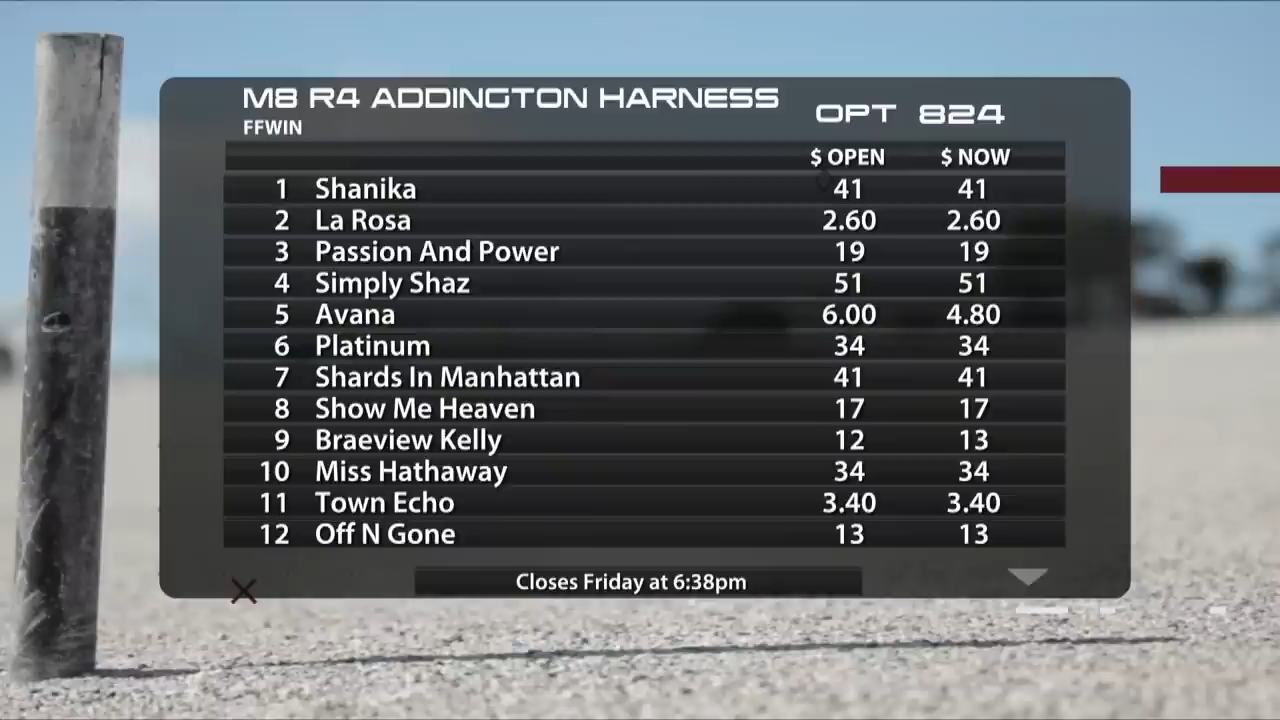 M8 R4 ADDINGTON HARNESS OPT 824
FFWIN
$ OPEN $ NOW
1 Shanika 41 41
2 La Rosa 2.60 2.60
3 Passion And Power 19 19
4 Simply Shaz 51 51
5 Avana 6.00 4.80
6 Platinum 34 34
7 Shards In Manhattan 41 41
8 Show Me Heaven 17 17
9 Braeview Kelly 12 13
10 Miss Hathaway 34 34
11 Town Echo 3.40 3.40
12 Off N Gone 13 13
Closes Friday at 6:38pm